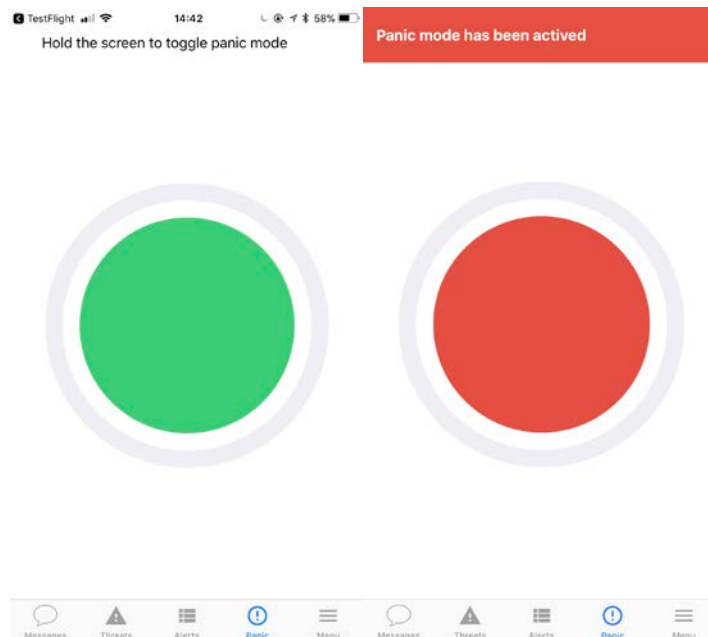 TestFlight 14:42 58%
Hold the screen to toggle panic mode
Messages Threats Alerts Panic Menu
Panic mode has been actived
Messages Threats Alerts Panic Menu